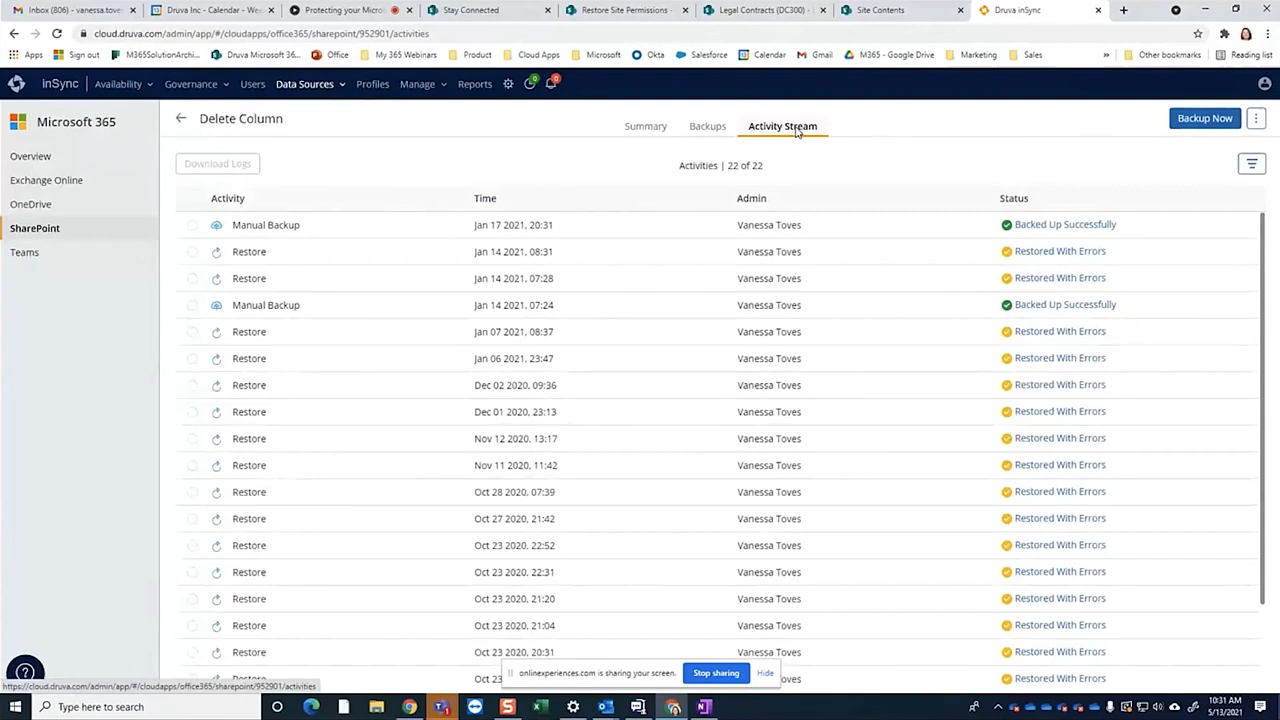 Inbox (806) - vanessa.tove:
Druva Inc - Calendar - We
Protecting your Micros
Stay Connected
Restore Site Permissions -
Legal Contracts (DC300) -
Site Contents
Druva inSync
cloud.druva.com/admin/app/#/cloudapps/office365/sharepoint/952901/activities
Apps
Sign out
M365SolutionArchi...
Druva Microsoft 36...
Office
My 365 Webinars
Product
Cloud Apps
Microsoft
Okta
Salesforce
Calendar
Gmail
M365 - Google Drive
Marketing
Sales
»
Other bookmarks
Reading list
inSync
Availability
Governance
Users
Data Sources
Profiles
Manage
Reports
0
0
Microsoft 365
Overview
Exchange Online
OneDrive
SharePoint
Teams
Delete Column
Summary
Backups
Activity Stream
Backup Now
Download Logs
Activities | 22 of 22
Activity Time Admin Status
Manual Backup Jan 17 2021, 20:31 Vanessa Toves Backed Up Successfully
Restore Jan 14 2021, 08:31 Vanessa Toves Restored With Errors
Restore Jan 14 2021, 07:28 Vanessa Toves Restored With Errors
Manual Backup Jan 14 2021, 07:24 Vanessa Toves Backed Up Successfully
Restore Jan 07 2021, 08:37 Vanessa Toves Restored With Errors
Restore Jan 06 2021, 23:47 Vanessa Toves Restored With Errors
Restore Dec 02 2020, 09:36 Vanessa Toves Restored With Errors
Restore Dec 01 2020, 23:13 Vanessa Toves Restored With Errors
Restore Nov 12 2020, 13:17 Vanessa Toves Restored With Errors
Restore Nov 11 2020, 11:42 Vanessa Toves Restored With Errors
Restore Oct 28 2020, 07:39 Vanessa Toves Restored With Errors
Restore Oct 27 2020, 21:42 Vanessa Toves Restored With Errors
Restore Oct 23 2020, 22:52 Vanessa Toves Restored With Errors
Restore Oct 23 2020, 22:31 Vanessa Toves Restored With Errors
Restore Oct 23 2020, 21:20 Vanessa Toves Restored With Errors
Restore Oct 23 2020, 21:04 Vanessa Toves Restored With Errors
Restore Oct 23 2020, 20:31 Vanessa Toves Restored With Errors
Restore Oct 23 Restored With Errors
onlinexperiences.com is sharing your screen.
Stop sharing
Hide
https://cloud.druva.com/admin/app/#/cloudapps/office365/sharepoint/952901/activities
Type here to search
10:31 AM
5/13/2021